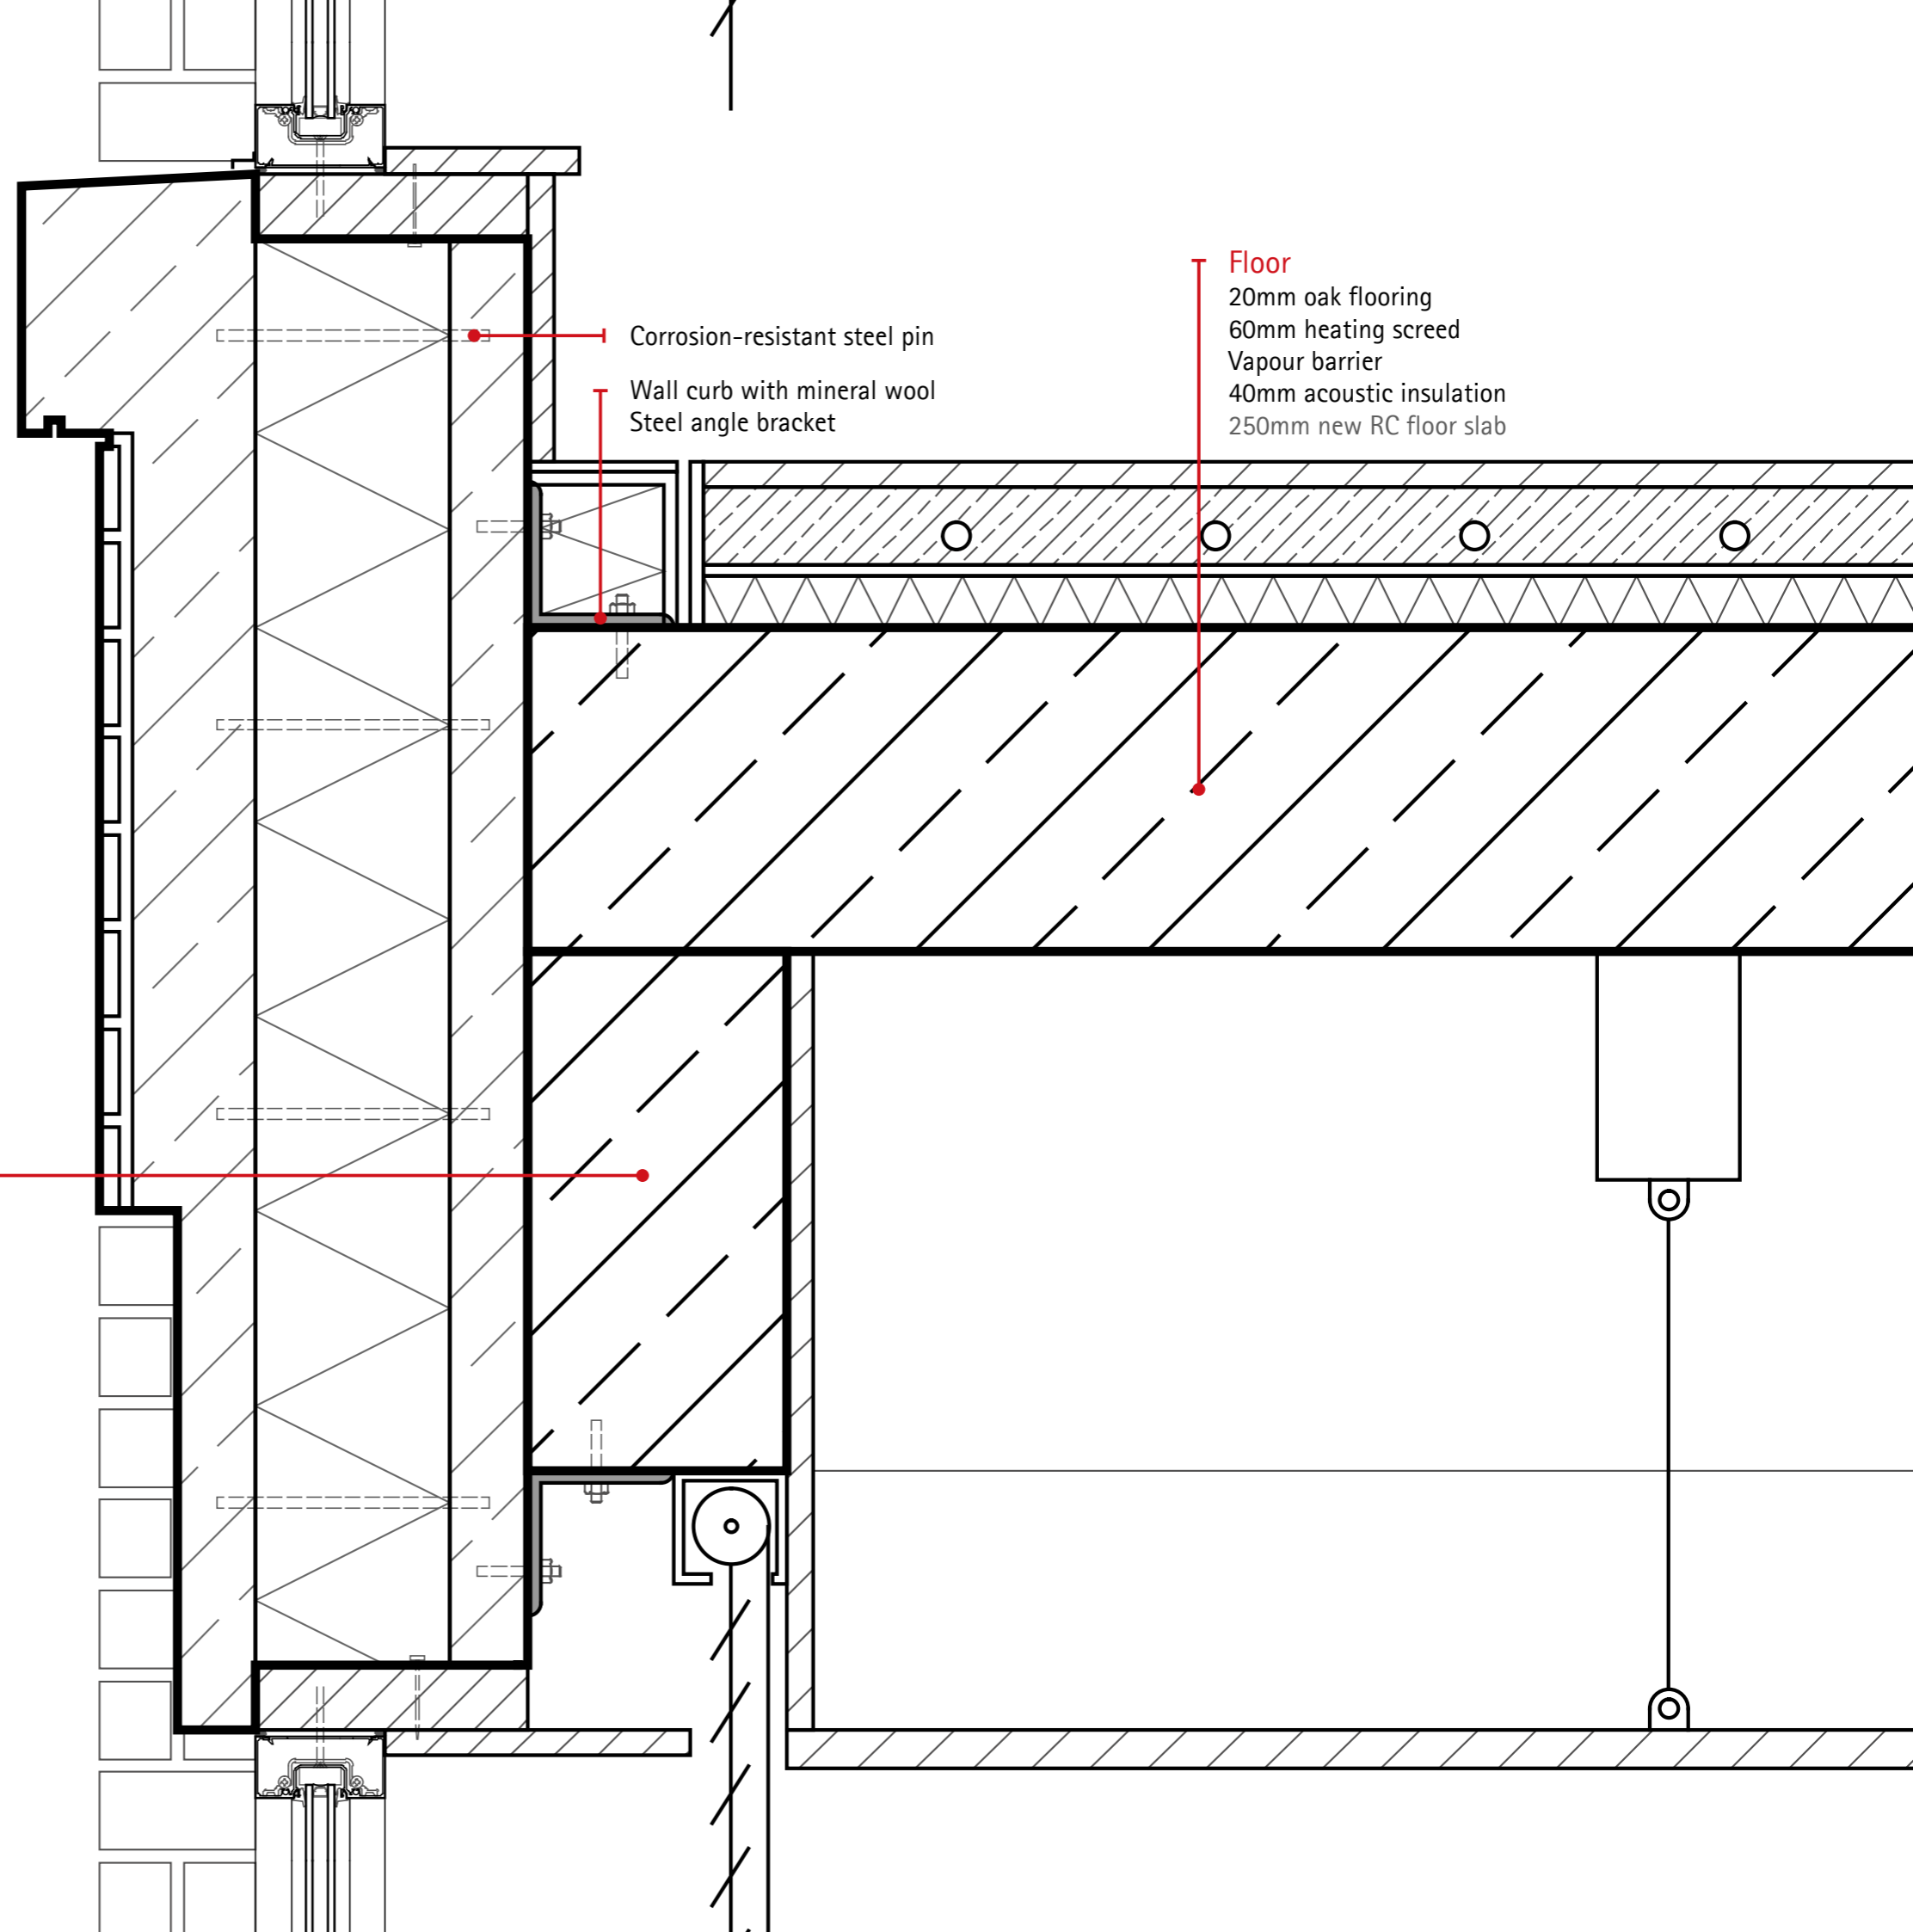 Corrosion-resistant steel pin
Wall curb with mineral wool
Steel angle bracket
Floor
20mm oak flooring
60mm heating screed
Vapour barrier
40mm acoustic insulation
250mm new RC floor slab